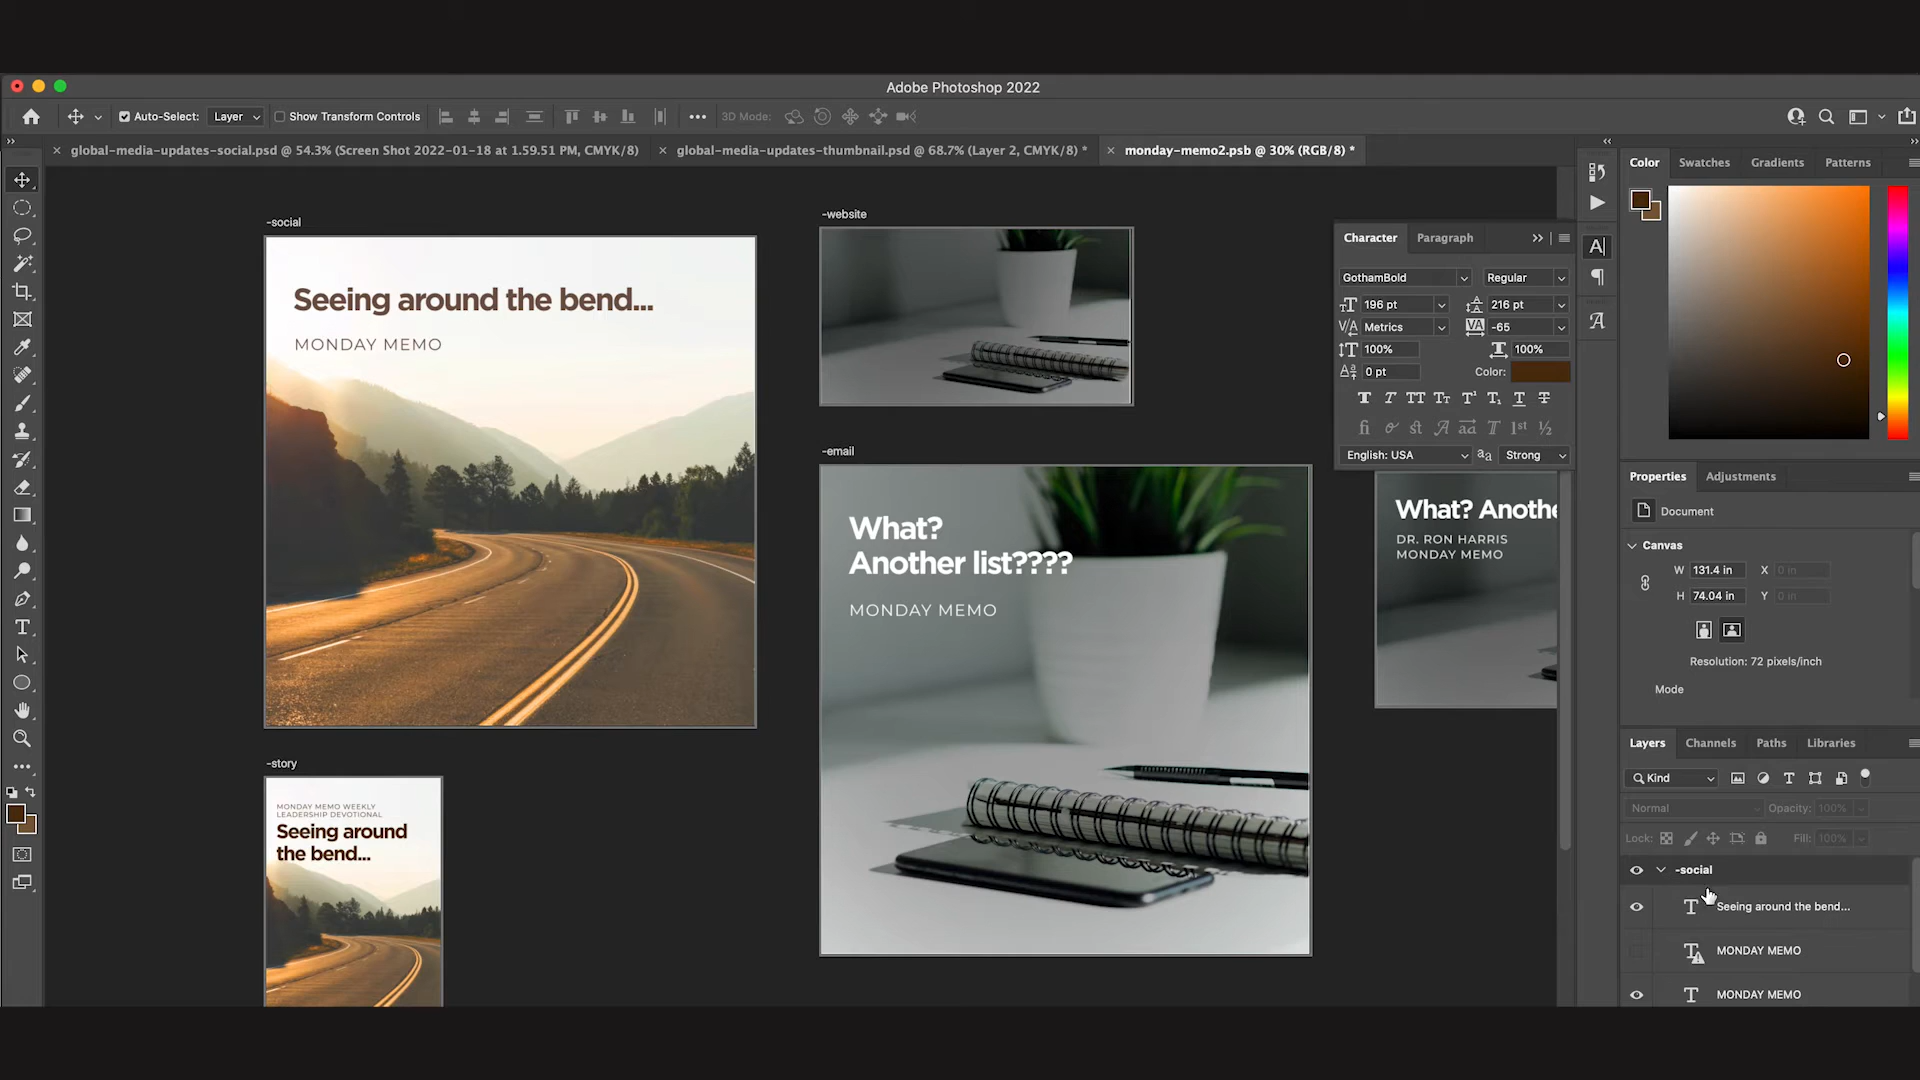 Adobe Photoshop 2022
Auto-Select: Layer Show Transform Controls 3D Mode:
global-media-updates-social.psd @ 54.3% (Screen Shot 2022-01-18 at 1.59.51 PM, CMYK/8)
global-media-updates-thumbnail.psd @ 68.7% (Layer 2, CMYK/8) *
monday-memo2.psb @ 30% (RGB/8) *
-social
Seeing around the bend...
MONDAY MEMO
-story
MONDAY MEMO WEEKLY
LEADERSHIP DEVOTIONAL
Seeing around
the bend...
-website
-email
What?
Another list????
MONDAY MEMO
What? Anothe
DR. RON HARRIS
MONDAY MEMO
Character Paragraph
GothamBold Regular
196 pt 216 pt
Metrics -65
100% 100%
0 pt Color:
English: USA Strong
Color Swatches Gradients Patterns
Properties Adjustments
Document
Canvas
W 131.4 in X 0 in
H 74.04 in Y 0 in
Resolution: 72 pixels/inch
Mode
Layers Channels Paths Libraries
Kind
Normal Opacity: 100%
Lock: Fill: 100%
-social
Seeing around the bend...
MONDAY MEMO
MONDAY MEMO